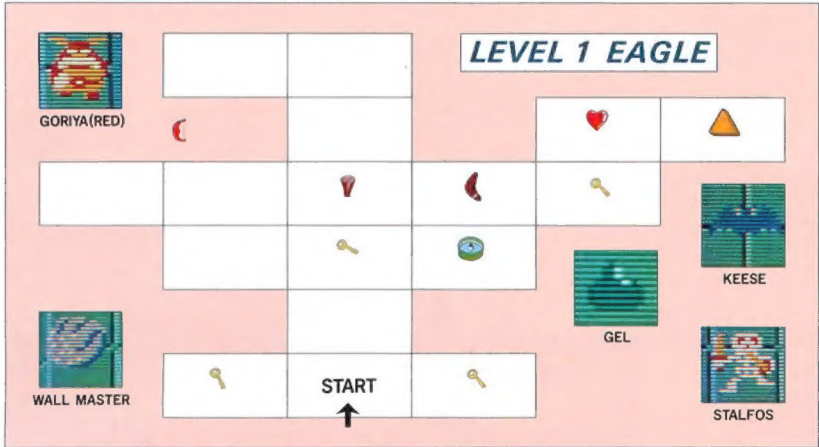 LEVEL 1 EAGLE
GORIYA(RED)
KEESE
GEL
WALL MASTER
START
STALFOS